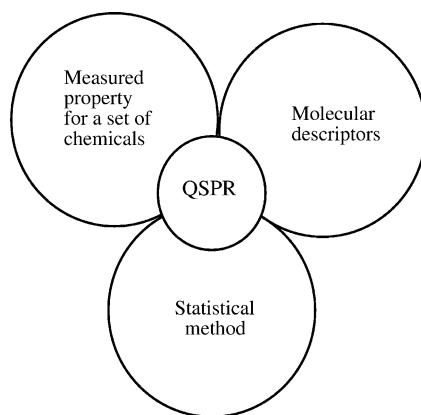 Measured
property
for a set of
chemicals
Molecular
descriptors
QSPR
Statistical
method